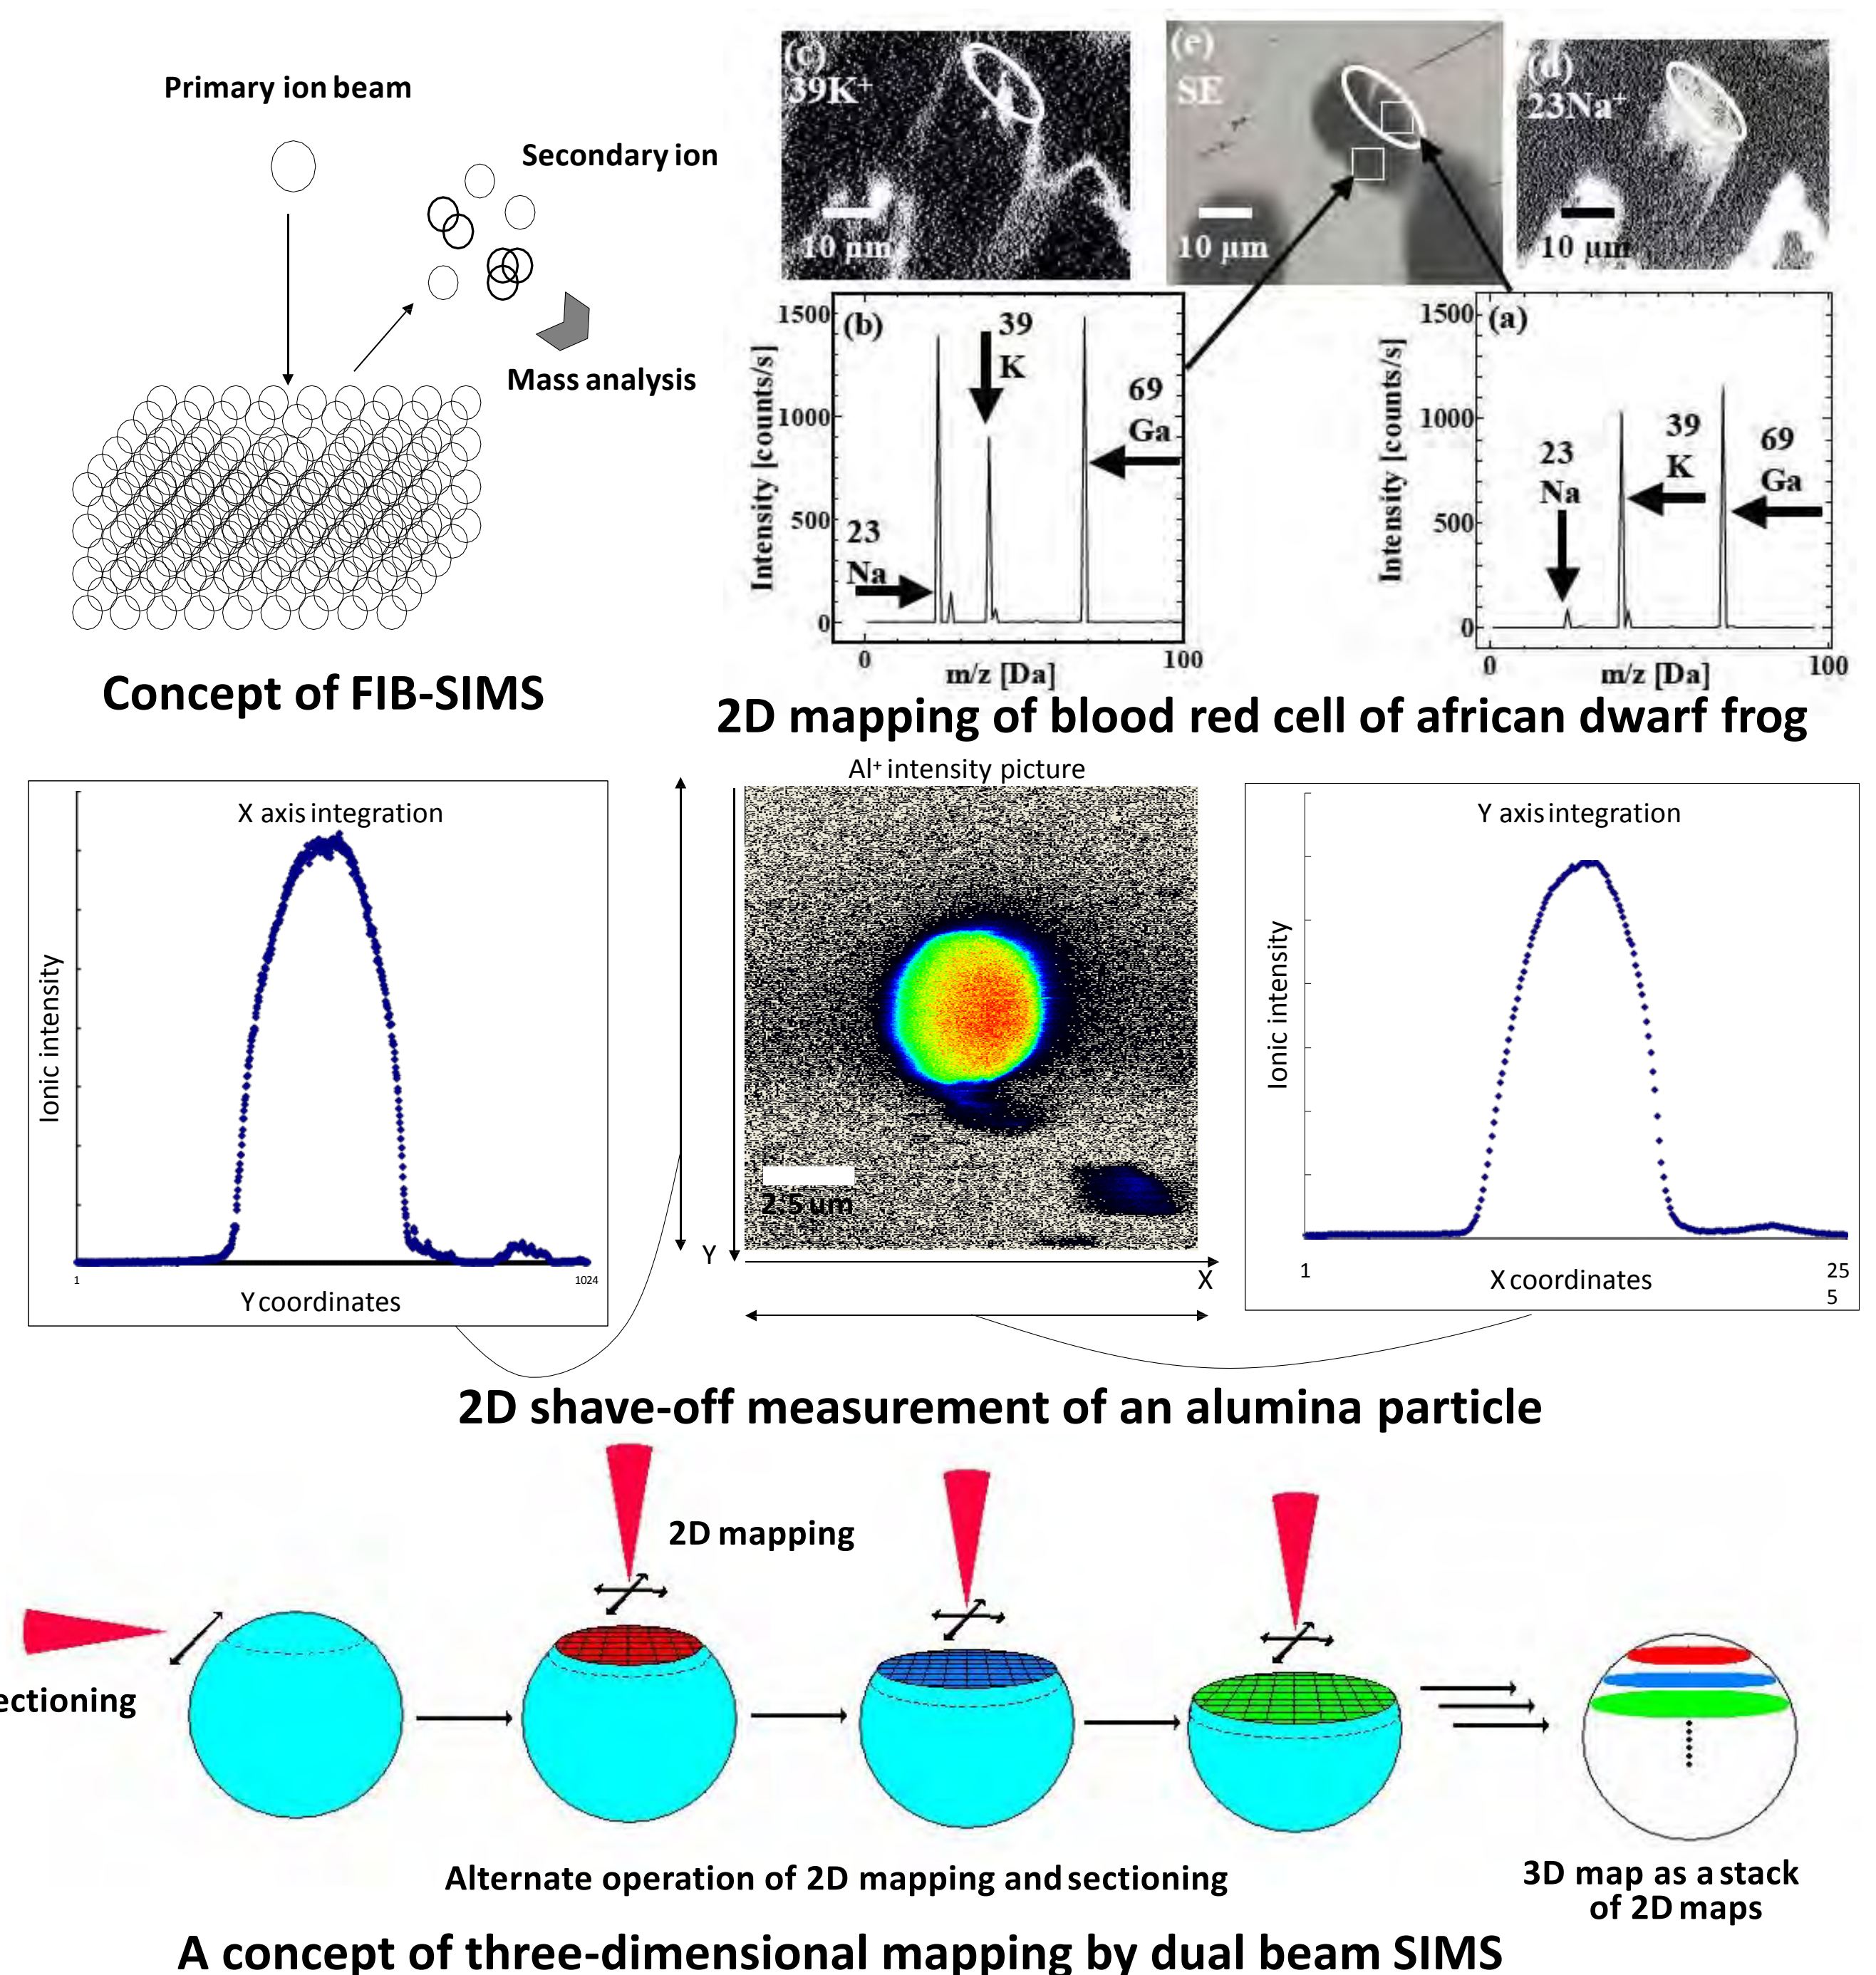 Primary ion beam
Secondary ion
Mass analysis
Concept of FIB-SIMS
(c)
39K+
10 µm
(e)
SE
10 µm
(d)
23Na+
10 µm
Intensity [counts/s]
1500
1000
500
0
(b)
39
K
69
Ga
23
Na
0
100
m/z [Da]
Intensity [counts/s]
1500
1000
500
0
(a)
23
Na
39
K
69
Ga
0
100
m/z [Da]
2D mapping of blood red cell of african dwarf frog
X axis integration
Ionic intensity
1
1024
Y coordinates
Al+ intensity picture
2.5 um
Y
X
Y axis integration
Ionic intensity
1
25
5
X coordinates
2D shave-off measurement of an alumina particle
2D mapping
ectioning
Alternate operation of 2D mapping and sectioning
3D map as a stack
of 2D maps
A concept of three-dimensional mapping by dual beam SIMS